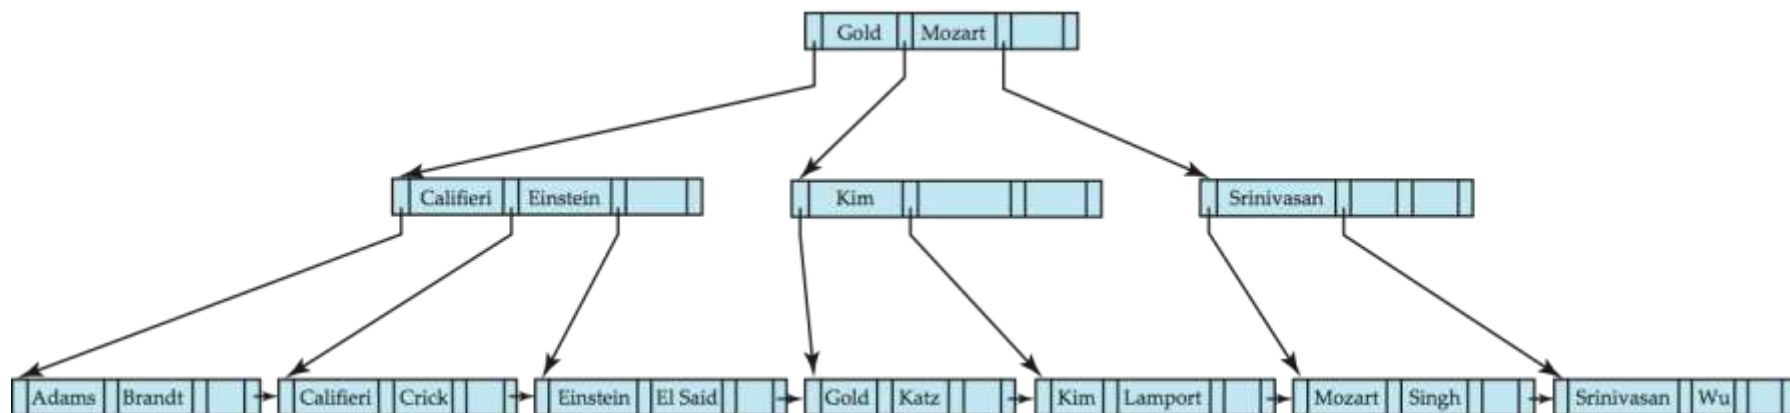 Gold Mozart
Califieri Einstein Kim Srinivasan
Adams Brandt Califieri Crick Einstein El Said Gold Katz Kim Lamport Mozart Singh Srinivasan Wu